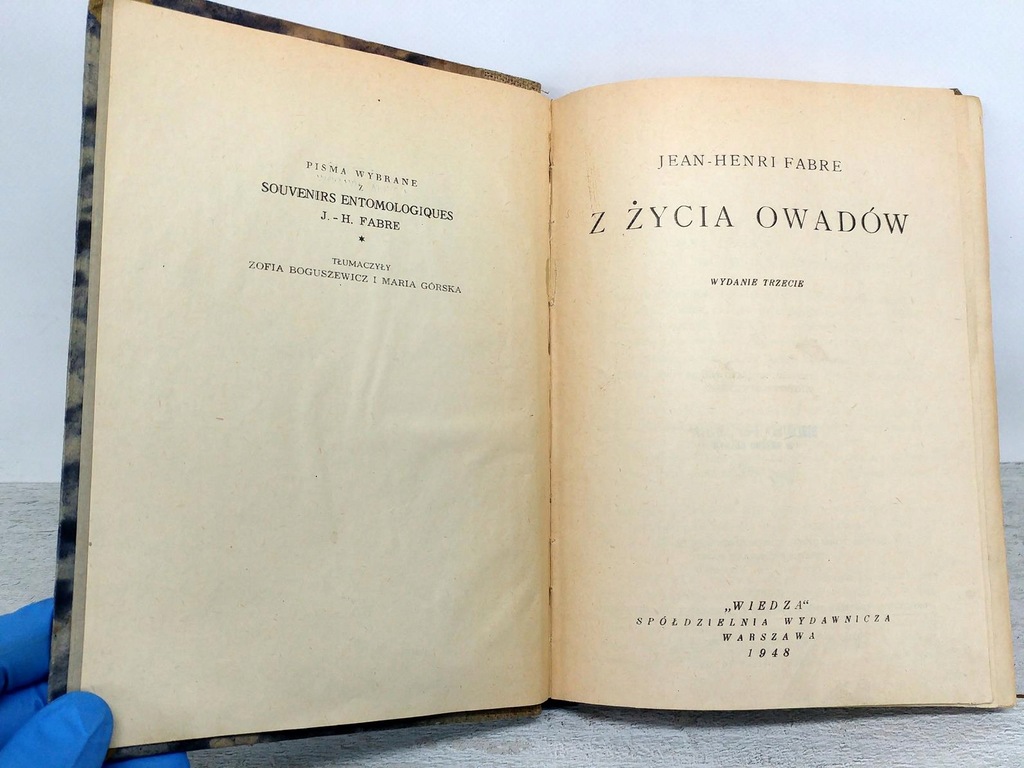 PISMA WYBRANE
Z
SOUVENIRS ENTOMOLOGIQUES
J.-H. FABRE
*
TŁUMACZYŁY
ZOFIA BOGUSZEWICZ I MARIA GÓRSKA
JEAN-HENRI FABRE
Z ŻYCIA OWADÓW
WYDANIE TRZECIE
„WIEDZA“
SPÓŁDZIELNIA WYDAWNICZA
WARSZAWA
1948